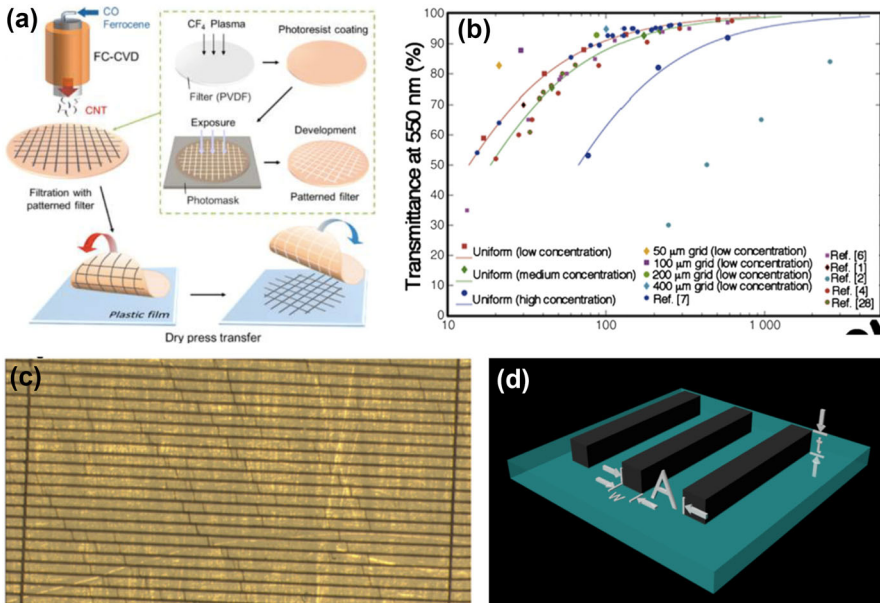 (a)
CO
Ferrocene
FC-CVD
CNT
Filtration with
patterned filter
CF₄ Plasma
Photoresist coating
Filter (PVDF)
Exposure
Development
Photomask
Patterned filter
Plastic film
Dry press transfer
(b)
Transmittance at 550 nm (%)
100
90
80
70
60
50
40
30
20
10
0
10
100
1 000
Uniform (low concentration)
Uniform (medium concentration)
Uniform (high concentration)
50 μm grid (low concentration)
100 μm grid (low concentration)
200 μm grid (low concentration)
400 μm grid (low concentration)
Ref. [7]
Ref. [6]
Ref. [1]
Ref. [2]
Ref. [4]
Ref. [28]
(c)
(d)
w
A
t